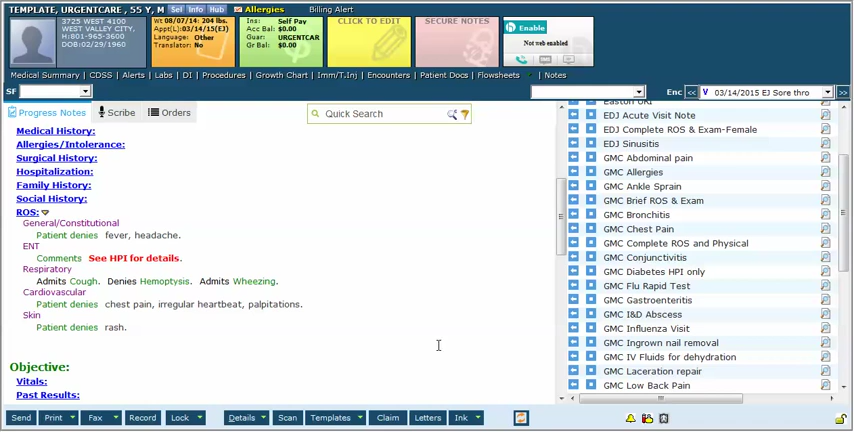 TEMPLATE, URGENTCARE , 55 Y, M Sel Info Hub Allergies Billing Alert
3725 WEST 4100
WEST VALLEY CITY,
H:801-965-3600
DOB:02/29/1960
Wt 08/07/14: 204 lbs.
Appt(L):03/14/15(EJ)
Language: Other
Translator: No
Ins: Self Pay
Acc Bal: $0.00
Guar: URGENTCAR
Gr Bal: $0.00
CLICK TO EDIT
SECURE NOTES
h Enable
Not web enabled
Medical Summary | CDSS | Alerts | Labs | DI | Procedures | Growth Chart | Imm/T.Inj | Encounters | Patient Docs | Flowsheets | Notes
SF Enc << V 03/14/2015 EJ Sore thro >>
Progress Notes Scribe Orders
Quick Search
Medical History:
Allergies/Intolerance:
Surgical History:
Hospitalization:
Family History:
Social History:
ROS:
General/Constitutional
Patient denies fever, headache.
ENT
Comments See HPI for details.
Respiratory
Admits Cough. Denies Hemoptysis. Admits Wheezing.
Cardiovascular
Patient denies chest pain, irregular heartbeat, palpitations.
Skin
Patient denies rash.
Objective:
Vitals:
Past Results:
Easton URI
EDJ Acute Visit Note
EDJ Complete ROS & Exam-Female
EDJ Sinusitis
GMC Abdominal pain
GMC Allergies
GMC Ankle Sprain
GMC Brief ROS & Exam
GMC Bronchitis
GMC Chest Pain
GMC Complete ROS and Physical
GMC Conjunctivitis
GMC Diabetes HPI only
GMC Flu Rapid Test
GMC Gastroenteritis
GMC I&D Abscess
GMC Influenza Visit
GMC Ingrown nail removal
GMC IV Fluids for dehydration
GMC Laceration repair
GMC Low Back Pain
Send Print Fax Record Lock Details Scan Templates Claim Letters Ink